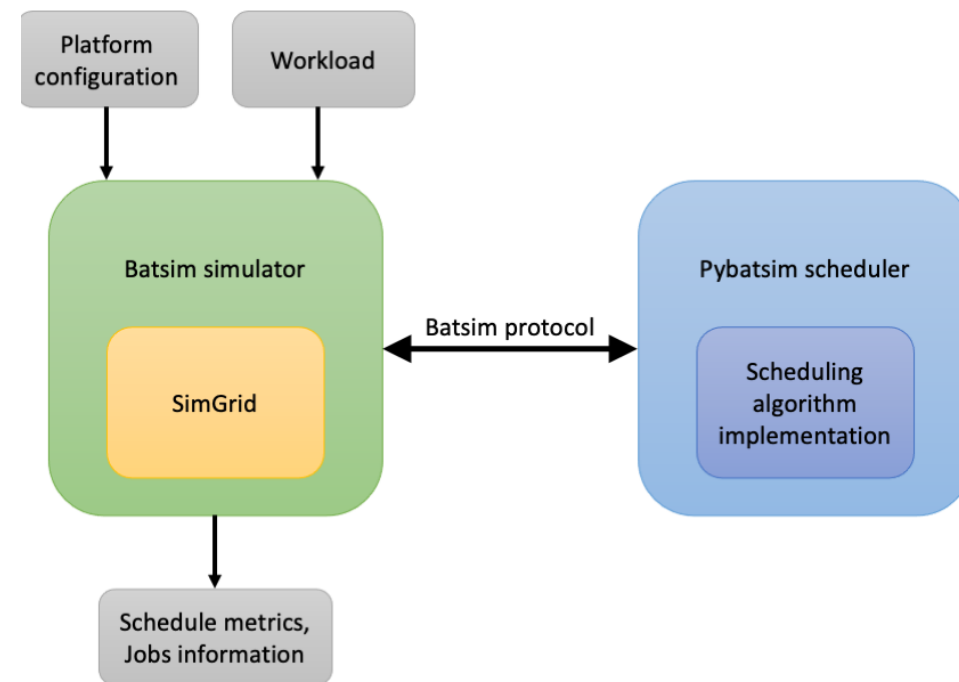 Platform
configuration
Workload
Batsim simulator
SimGrid
Batsim protocol
Pybatsim scheduler
Scheduling
algorithm
implementation
Schedule metrics,
Jobs information